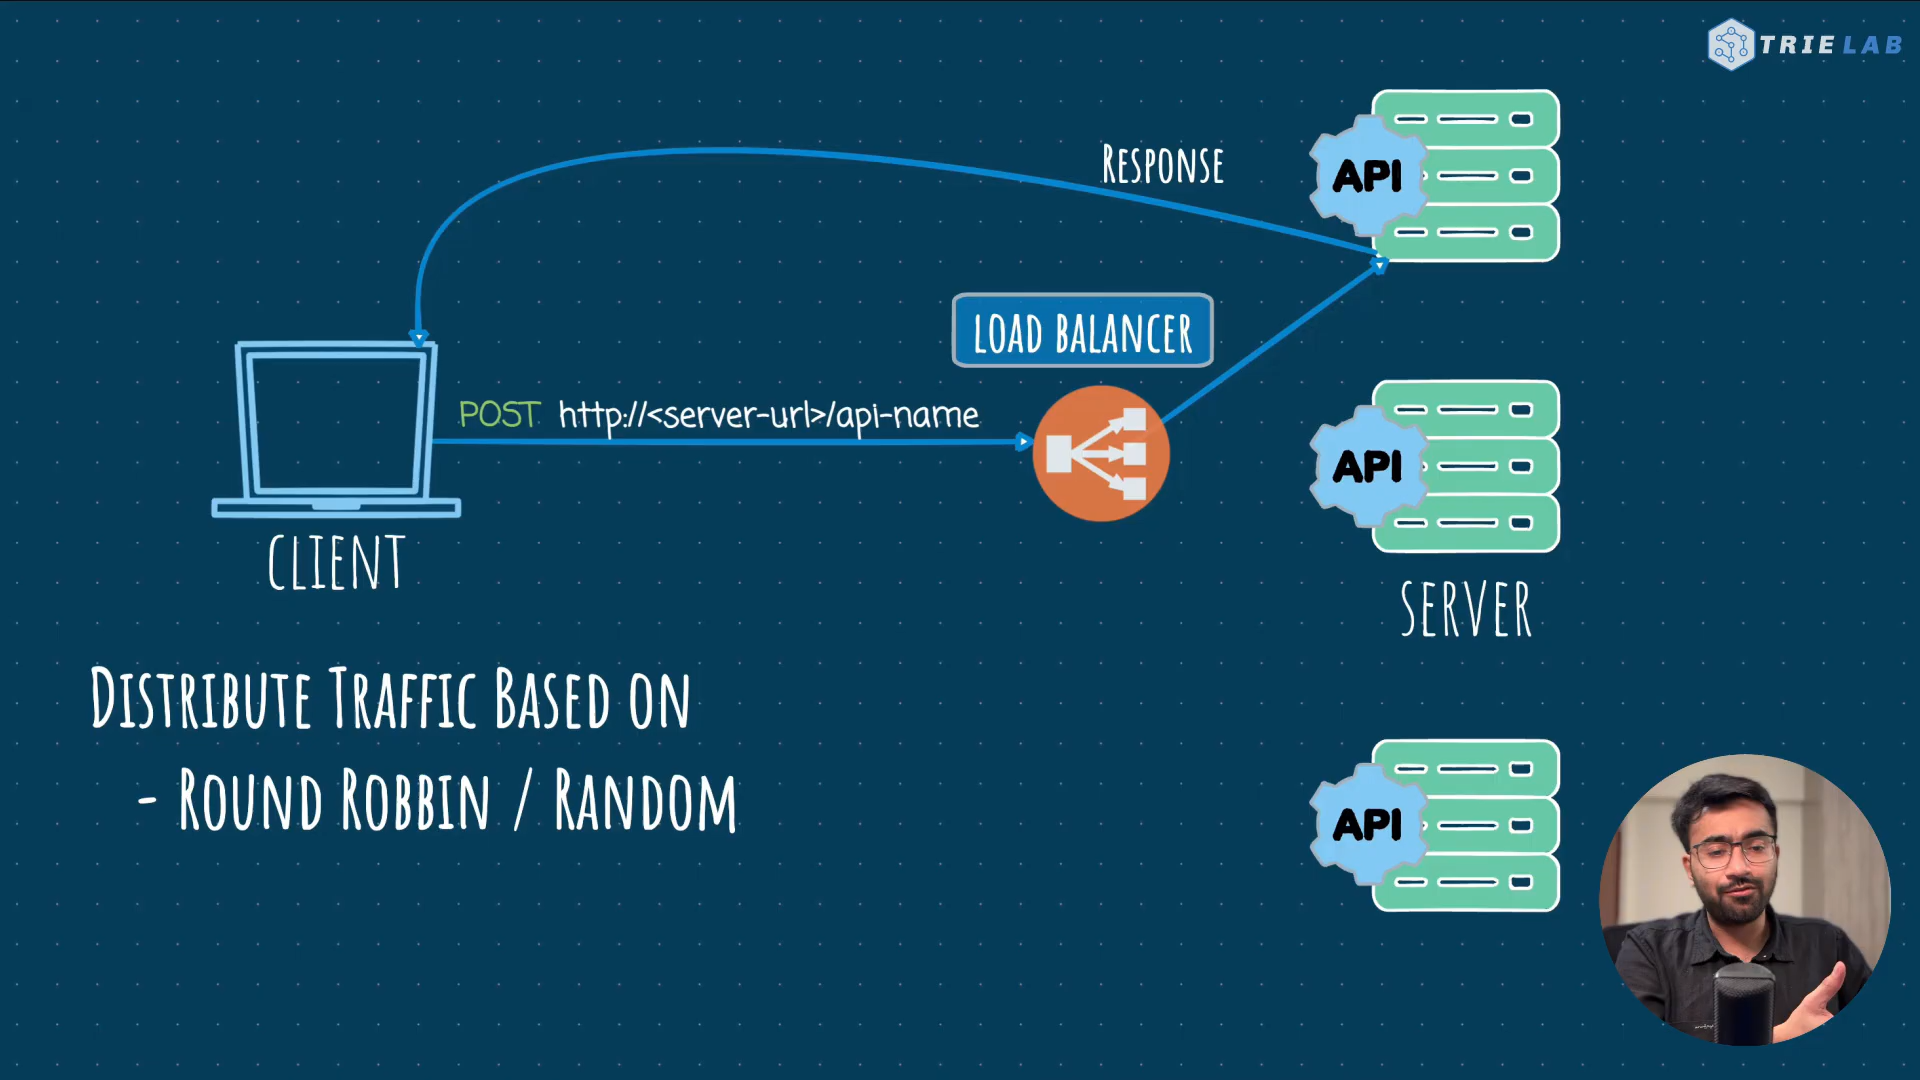 TRIE LAB
RESPONSE
API
LOAD BALANCER
POST http://<server-url>/api-name
API
CLIENT
SERVER
DISTRIBUTE TRAFFIC BASED ON
- ROUND ROBBIN / RANDOM
API